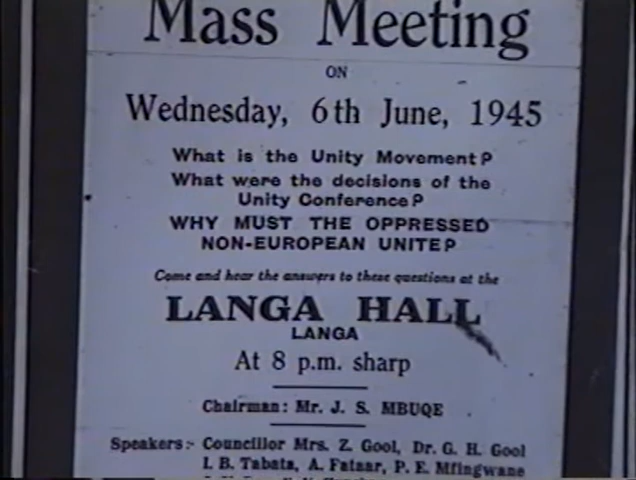 Mass Meeting
ON
Wednesday, 6th June, 1945
What is the Unity Movement?
What were the decisions of the
Unity Conference?
WHY MUST THE OPPRESSED
NON-EUROPEAN UNITE?
Come and hear the answers to these questions at the
LANGA HALL
LANGA
At 8 p.m. sharp
Chairman: Mr. J. S. MBUQE
Speakers:- Councillor Mrs. Z. Gool, Dr. G. H. Gool
I. B. Tabata, A. Fataar, P. E. Mfingwane